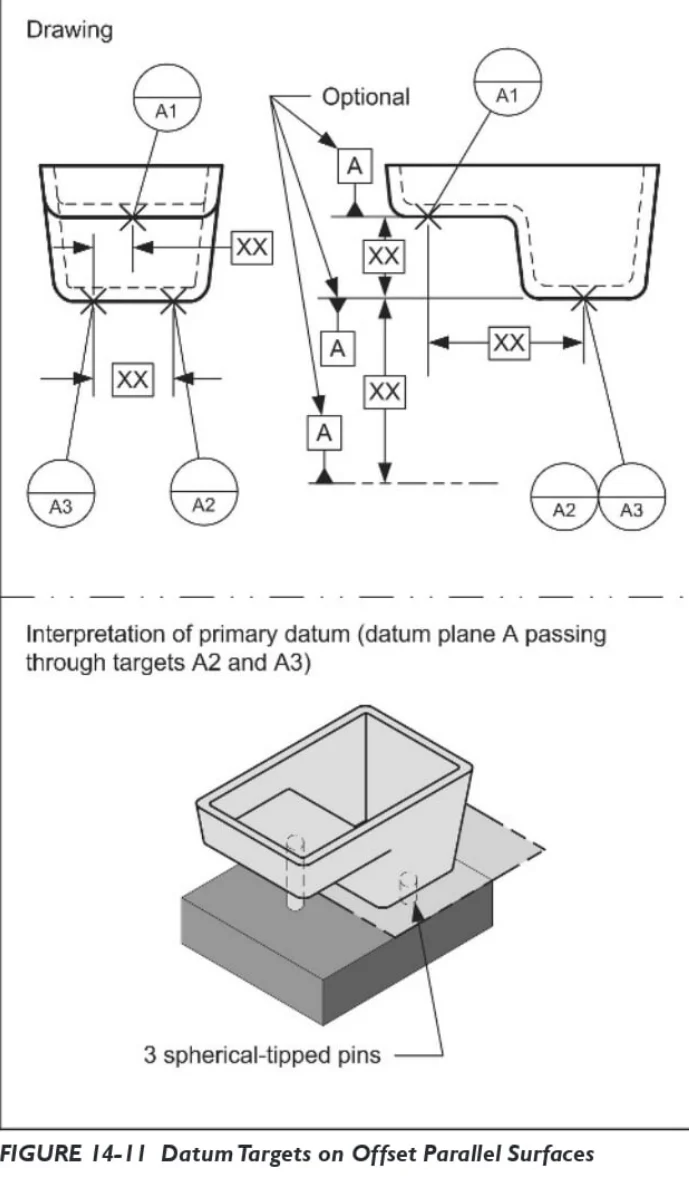 Drawing
A1
Optional
A1
A
XX
XX
A
XX
XX
XX
A
A3
A2
A2
A3
Interpretation of primary datum (datum plane A passing
through targets A2 and A3)
3 spherical-tipped pins
FIGURE 14-11 Datum Targets on Offset Parallel Surfaces